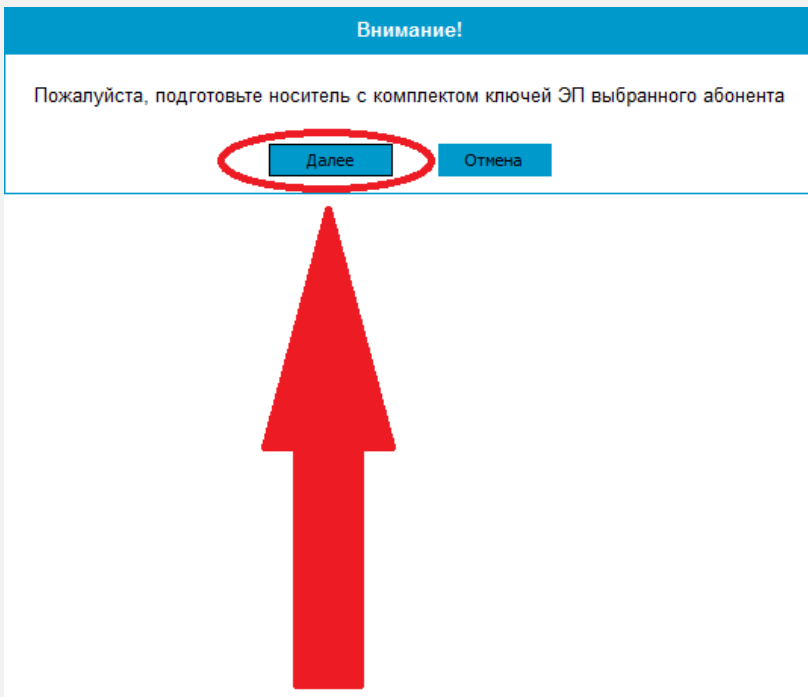 Внимание!
Пожалуйста, подготовьте носитель с комплектом ключей ЭП выбранного абонента
Далее
Отмена